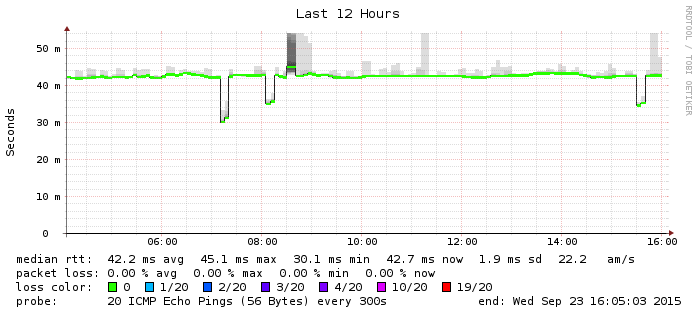 Last 12 Hours
RRDTOOL / TOBI OETIKER
Seconds
50 m
40 m
30 m
20 m
10 m
0
06:00 08:00 10:00 12:00 14:00 16:00
median rtt: 42.2 ms avg 45.1 ms max 30.1 ms min 42.7 ms now 1.9 ms sd 22.2 am/s
packet loss: 0.00 % avg 0.00 % max 0.00 % min 0.00 % now
loss color: 0 1/20 2/20 3/20 4/20 10/20 19/20
probe: 20 ICMP Echo Pings (56 Bytes) every 300s end: Wed Sep 23 16:05:03 2015